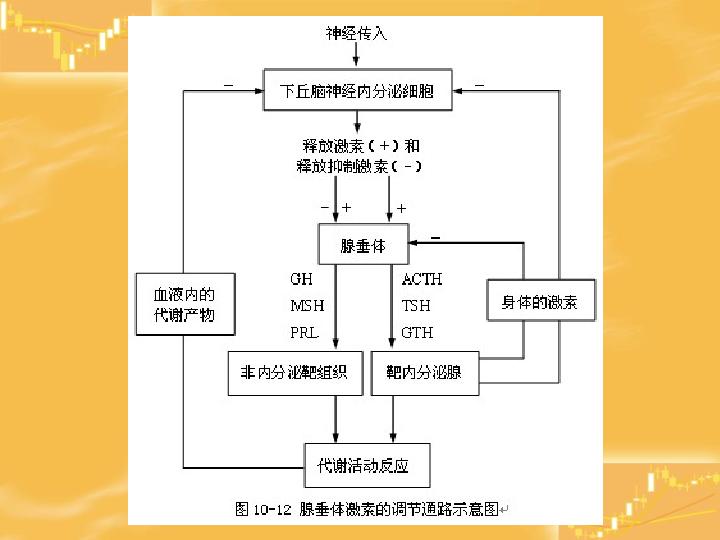 神经传入
－ －
下丘脑神经内分泌细胞
释放激素(＋)和
释放抑制激素(－)
－ ＋ ＋
腺垂体
－
GH ACTH
MSH TSH
PRL GTH
血液内的
代谢产物
身体的激素
非内分泌靶组织
靶内分泌腺
代谢活动反应
图10-12 腺垂体激素的调节通路示意图